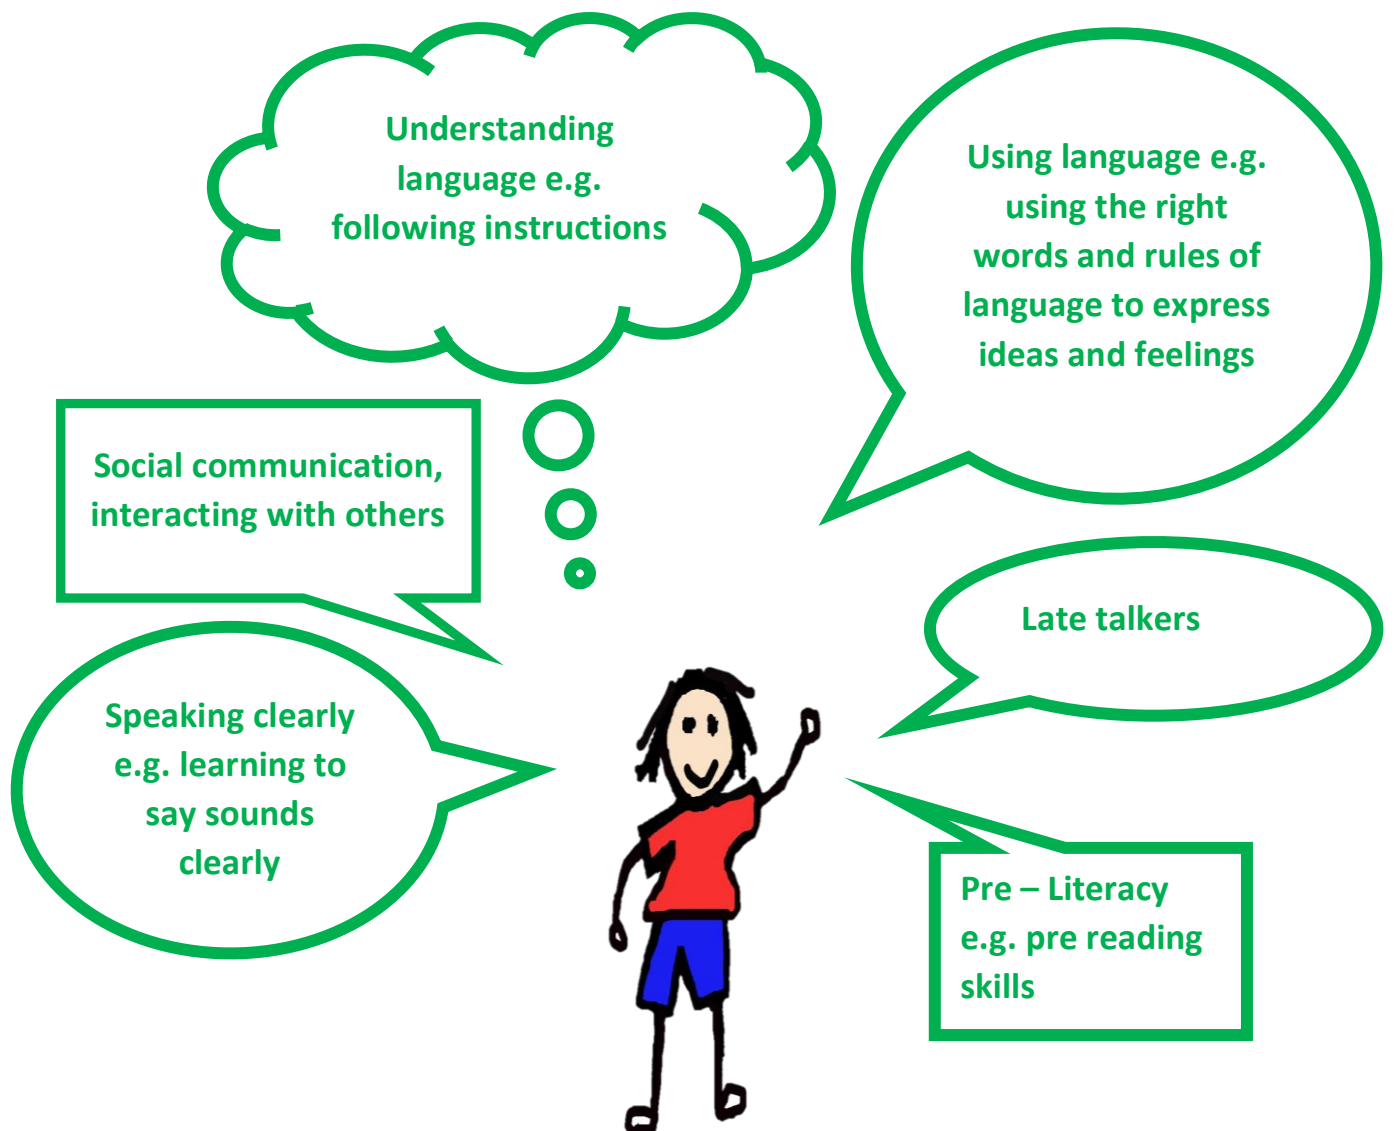 Understanding
language e.g.
following instructions
Using language e.g.
using the right
words and rules of
language to express
ideas and feelings
Social communication,
interacting with others
Late talkers
Speaking clearly
e.g. learning to
say sounds
clearly
Pre – Literacy
e.g. pre reading
skills